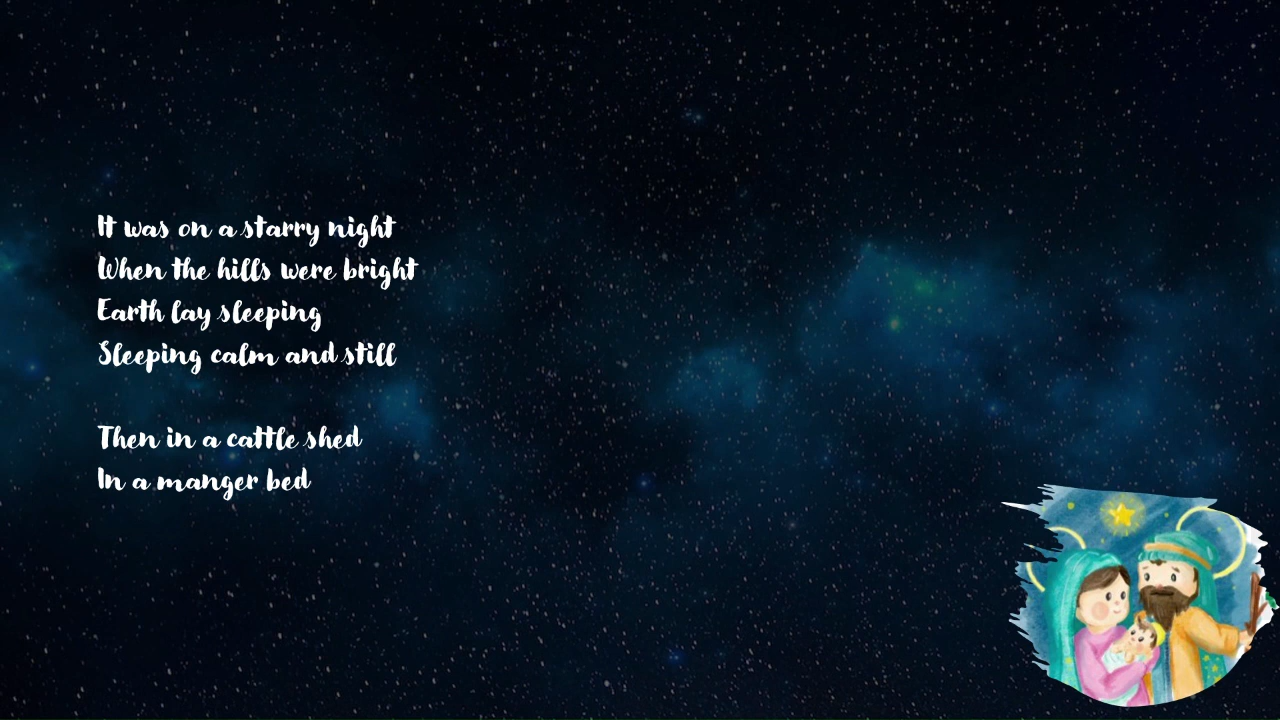 It was on a starry night
When the hills were bright
Earth lay sleeping
Sleeping calm and still
Then in a cattle shed
In a manger bed